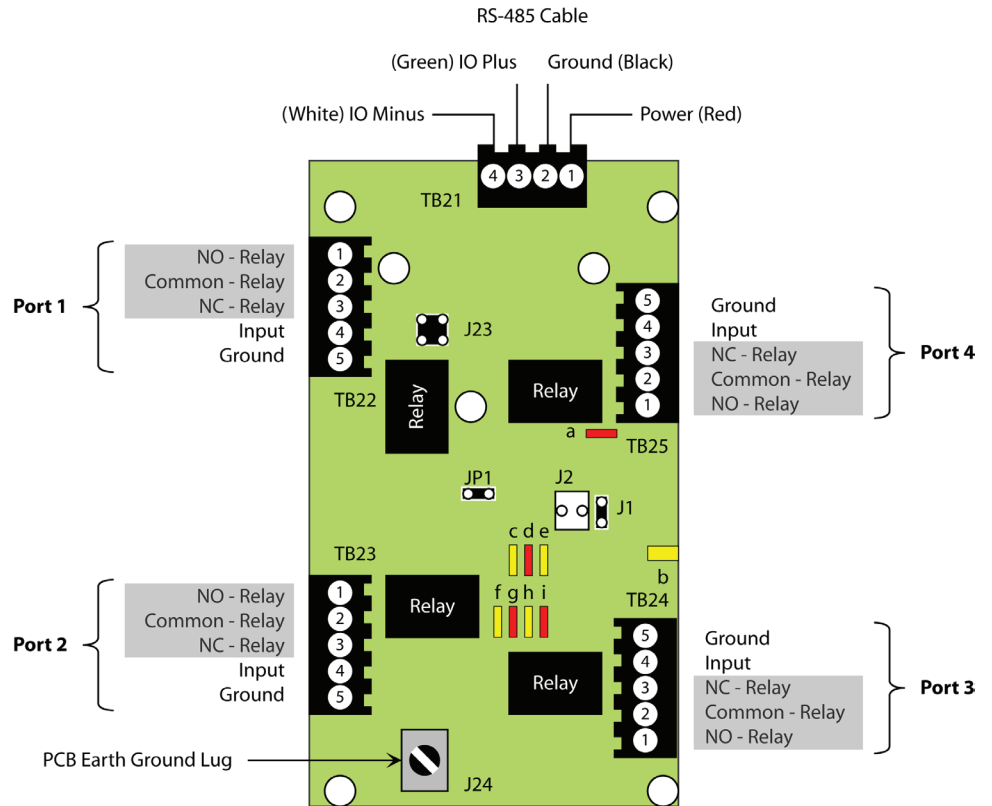 RS-485 Cable
(Green) IO Plus
Ground (Black)
(White) IO Minus
Power (Red)
4 3 2 1
TB21
Port 1
NO - Relay
Common - Relay
NC - Relay
Input
Ground
1
2
3
4
5
TB22
J23
Relay
Relay
5
4
3
2
1
TB25
Ground
Input
NC - Relay
Common - Relay
NO - Relay
Port 4
a
JP1
J2
J1
c d e
b
f g h i
TB23
Port 2
NO - Relay
Common - Relay
NC - Relay
Input
Ground
1
2
3
4
5
Relay
Relay
TB24
5
4
3
2
1
Ground
Input
NC - Relay
Common - Relay
NO - Relay
Port 3
PCB Earth Ground Lug
J24